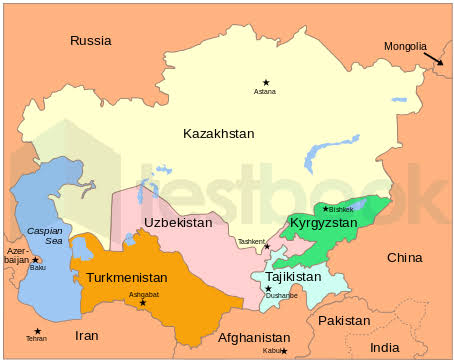 Russia
Mongolia
Astana
Kazakhstan
testbook
Bishkek
Kyrgyzstan
Uzbekistan
Caspian
Sea
Tashkent
Azer-
baijan
Baku
China
Turkmenistan
Tajikistan
Dushanbe
Ashgabat
Tehran
Iran
Afghanistan
Kabul
Pakistan
India